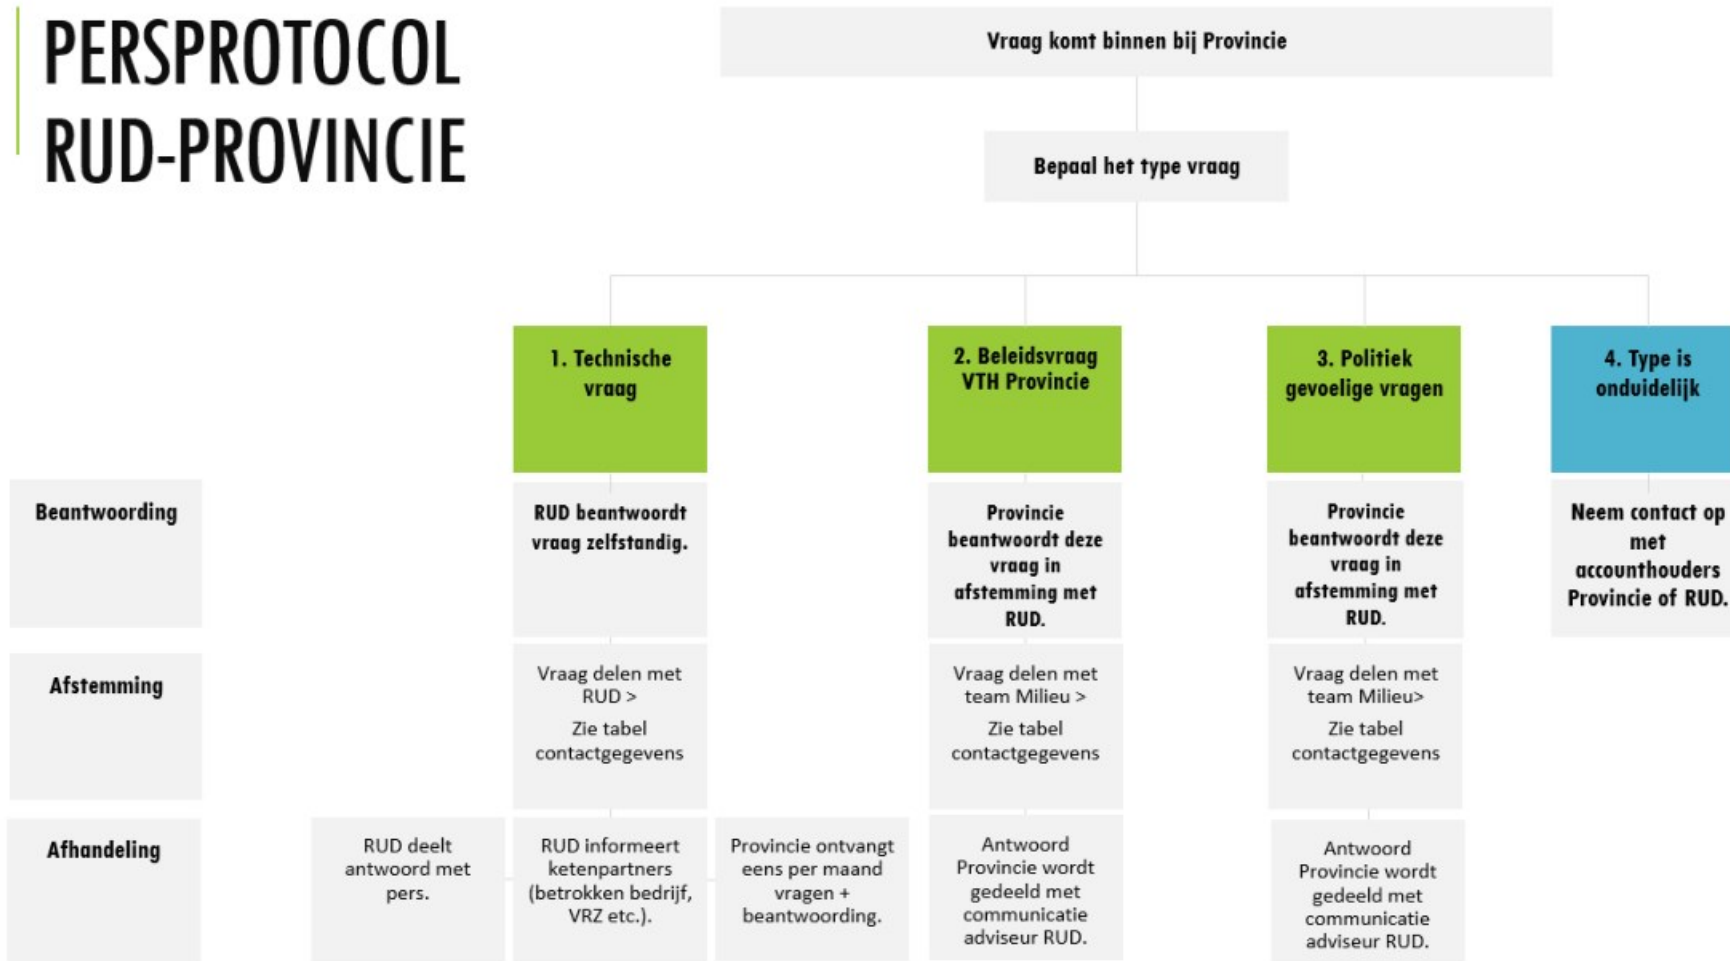 PERSPROTOCOL
RUD-PROVINCIE
Vraag komt binnen bij Provincie
Bepaal het type vraag
1. Technische
vraag
2. Beleidsvraag
VTH Provincie
3. Politiek
gevoelige vragen
4. Type is
onduidelijk
Beantwoording
RUD beantwoordt
vraag zelfstandig.
Provincie
beantwoordt deze
vraag in
afstemming met
RUD.
Provincie
beantwoordt deze
vraag in
afstemming met
RUD.
Neem contact op
met
accounthouders
Provincie of RUD.
Afstemming
Vraag delen met
RUD >
Zie tabel
contactgegevens
Vraag delen met
team Milieu >
Zie tabel
contactgegevens
Vraag delen met
team Milieu>
Zie tabel
contactgegevens
Afhandeling
RUD deelt
antwoord met
pers.
RUD informeert
ketenpartners
(betrokken bedrijf,
VRZ etc.).
Provincie ontvangt
eens per maand
vragen +
beantwoording.
Antwoord
Provincie wordt
gedeeld met
communicatie
adviseur RUD.
Antwoord
Provincie wordt
gedeeld met
communicatie
adviseur RUD.